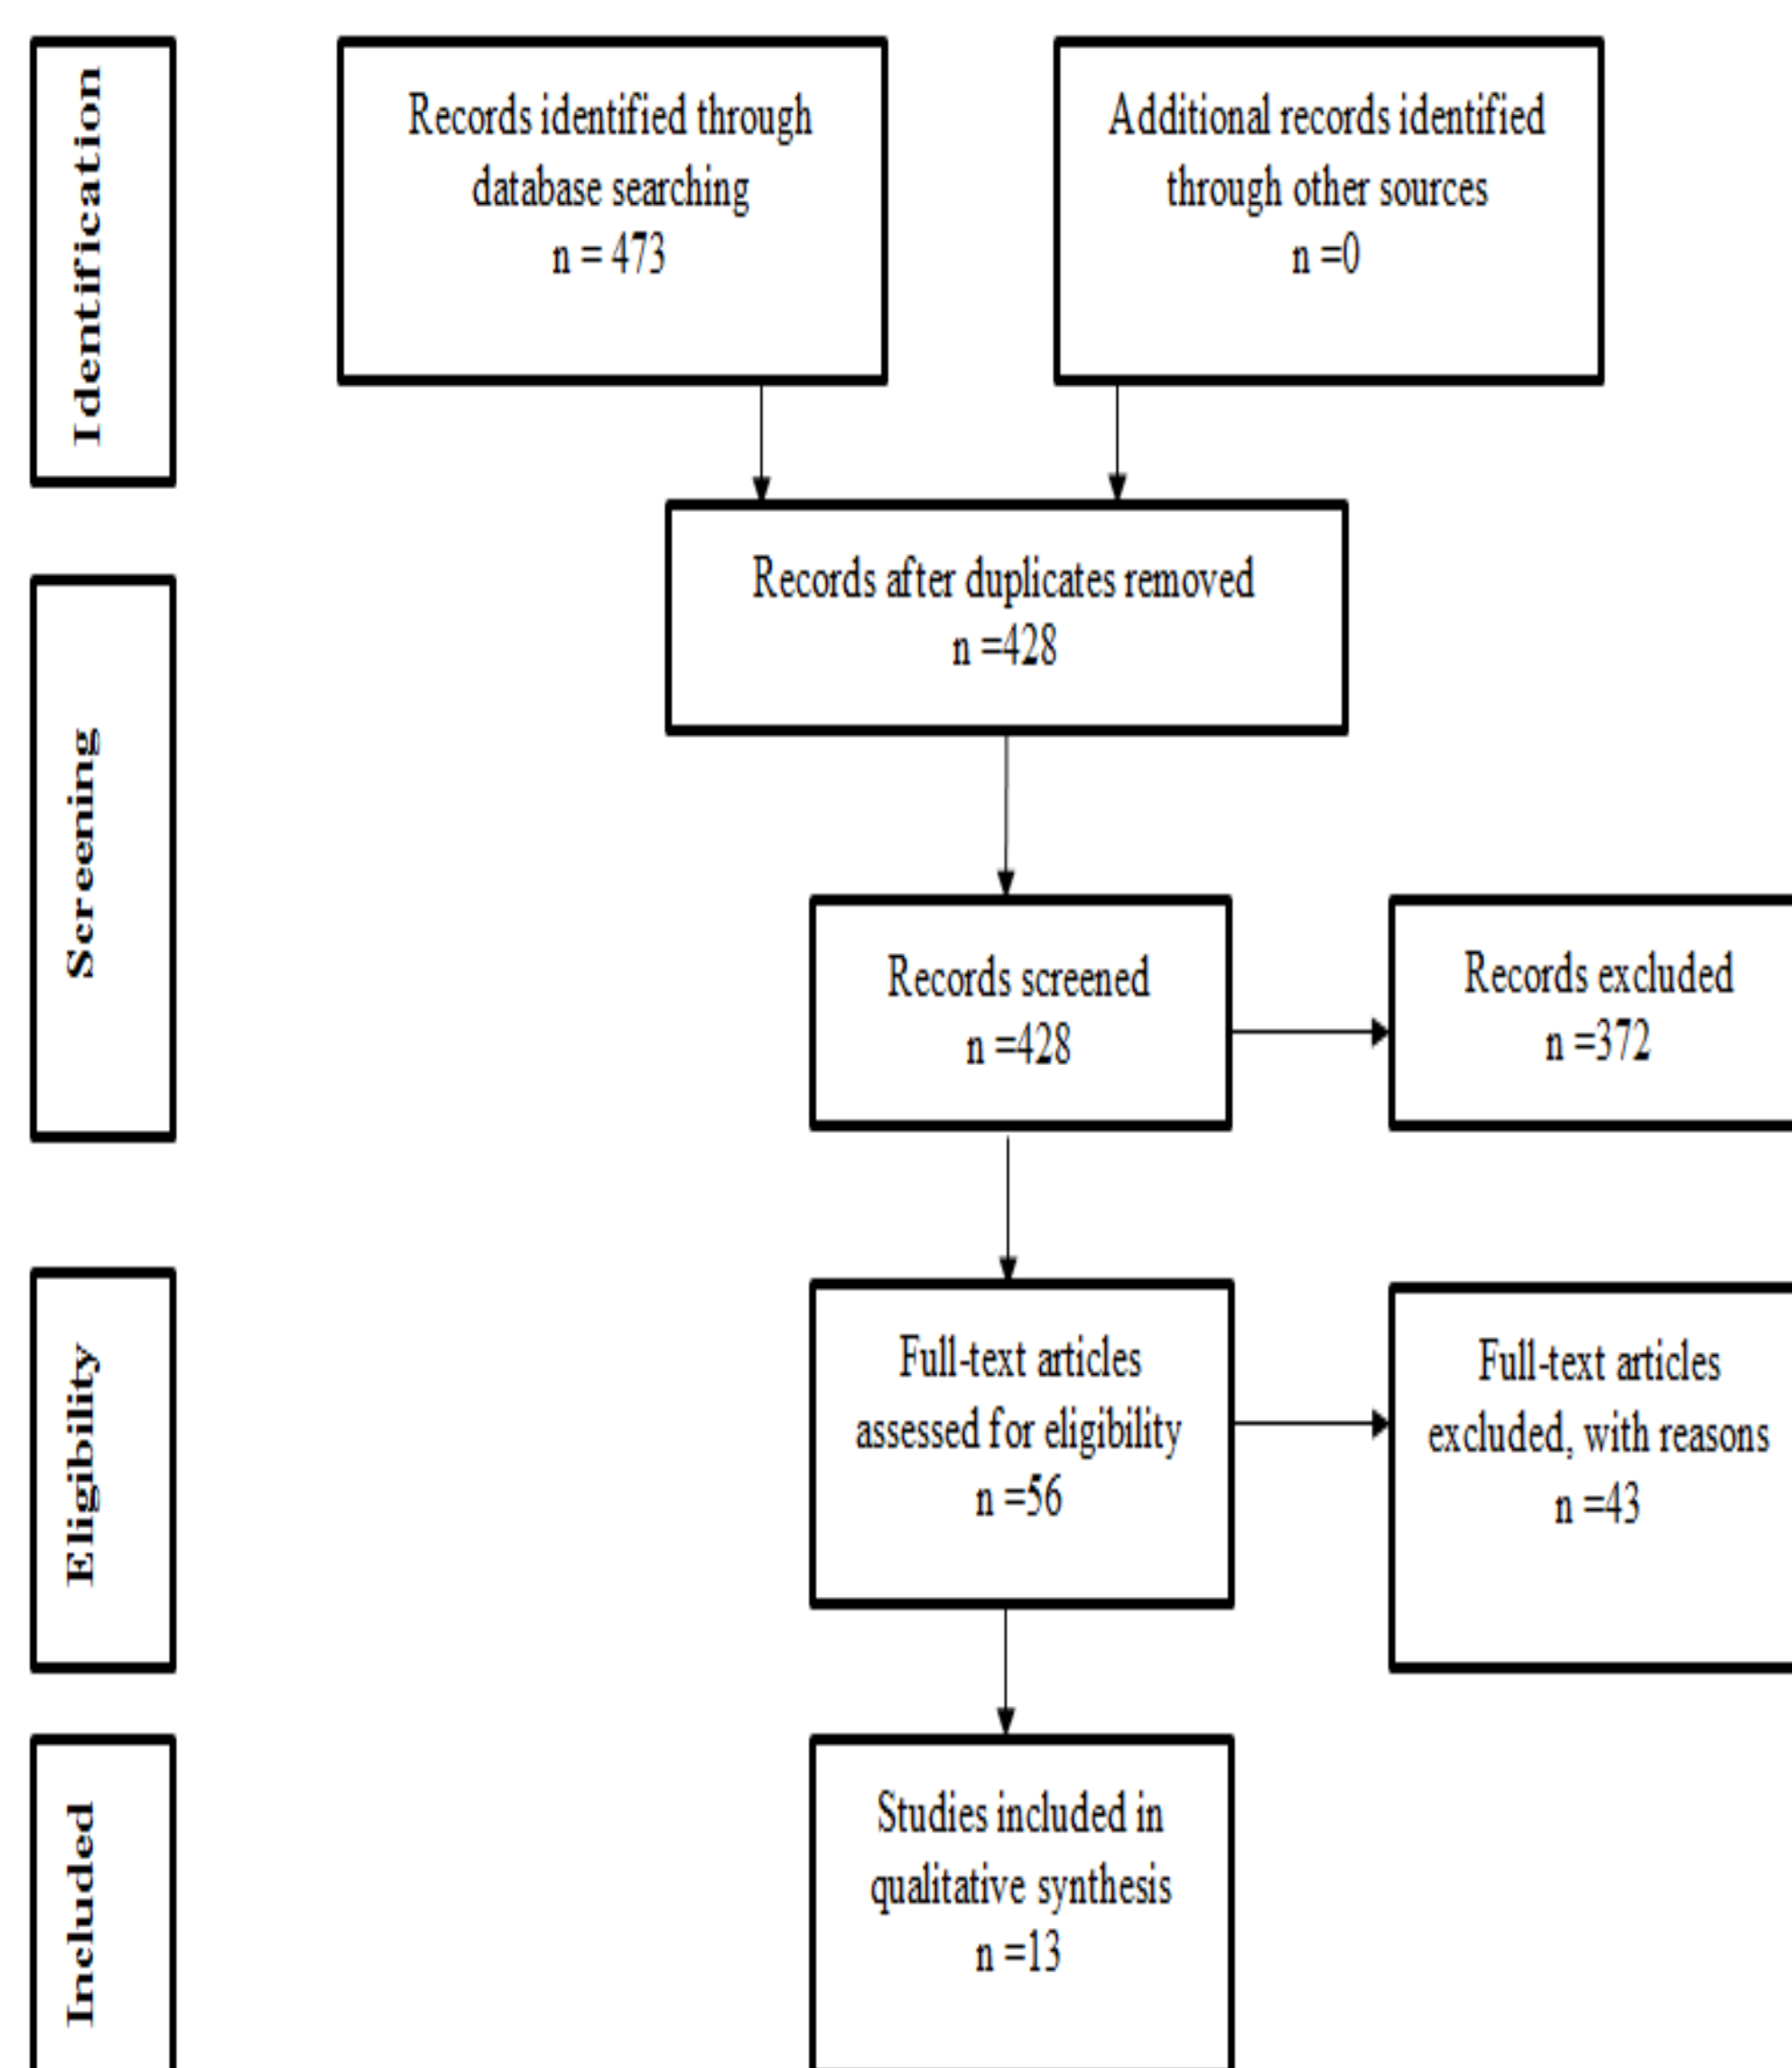 Identification
Records identified through
database searching
n = 473
Additional records identified
through other sources
n =0
Records after duplicates removed
n =428
Screening
Records screened
n =428
Records excluded
n =372
Eligibility
Full-text articles
assessed for eligibility
n =56
Full-text articles
excluded, with reasons
n =43
Included
Studies included in
qualitative synthesis
n =13